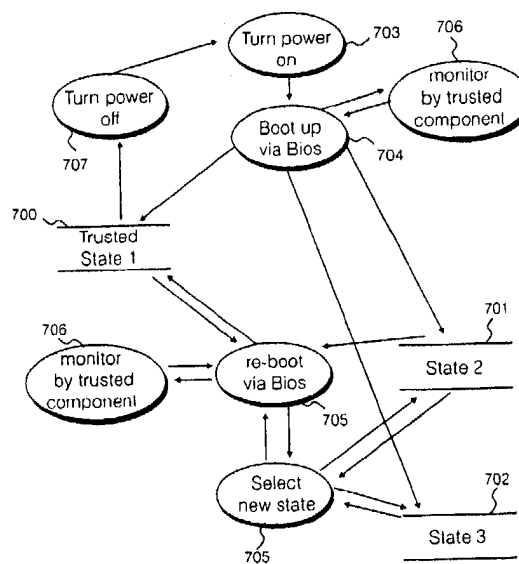 Turn power
on
703
706
monitor
by trusted
component
Turn power
off
707
Boot up
via Bios
704
700
Trusted
State 1
706
monitor
by trusted
component
re-boot
via Bios
705
701
State 2
Select
new state
705
702
State 3